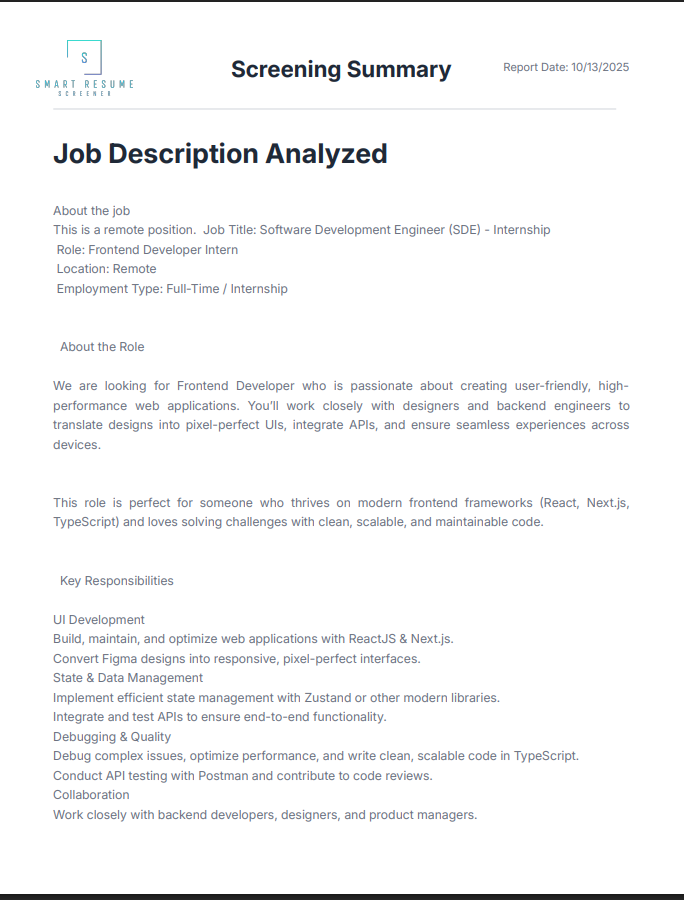 S
SMART RESUME
SCREENER
Screening Summary
Report Date: 10/13/2025
Job Description Analyzed
About the job
This is a remote position.  Job Title: Software Development Engineer (SDE) - Internship
Role: Frontend Developer Intern
Location: Remote
Employment Type: Full-Time / Internship
About the Role
We are looking for Frontend Developer who is passionate about creating user-friendly, high-
performance web applications. You’ll work closely with designers and backend engineers to
translate designs into pixel-perfect UIs, integrate APIs, and ensure seamless experiences across
devices.
This role is perfect for someone who thrives on modern frontend frameworks (React, Next.js,
TypeScript) and loves solving challenges with clean, scalable, and maintainable code.
Key Responsibilities
UI Development
Build, maintain, and optimize web applications with ReactJS & Next.js.
Convert Figma designs into responsive, pixel-perfect interfaces.
State & Data Management
Implement efficient state management with Zustand or other modern libraries.
Integrate and test APIs to ensure end-to-end functionality.
Debugging & Quality
Debug complex issues, optimize performance, and write clean, scalable code in TypeScript.
Conduct API testing with Postman and contribute to code reviews.
Collaboration
Work closely with backend developers, designers, and product managers.